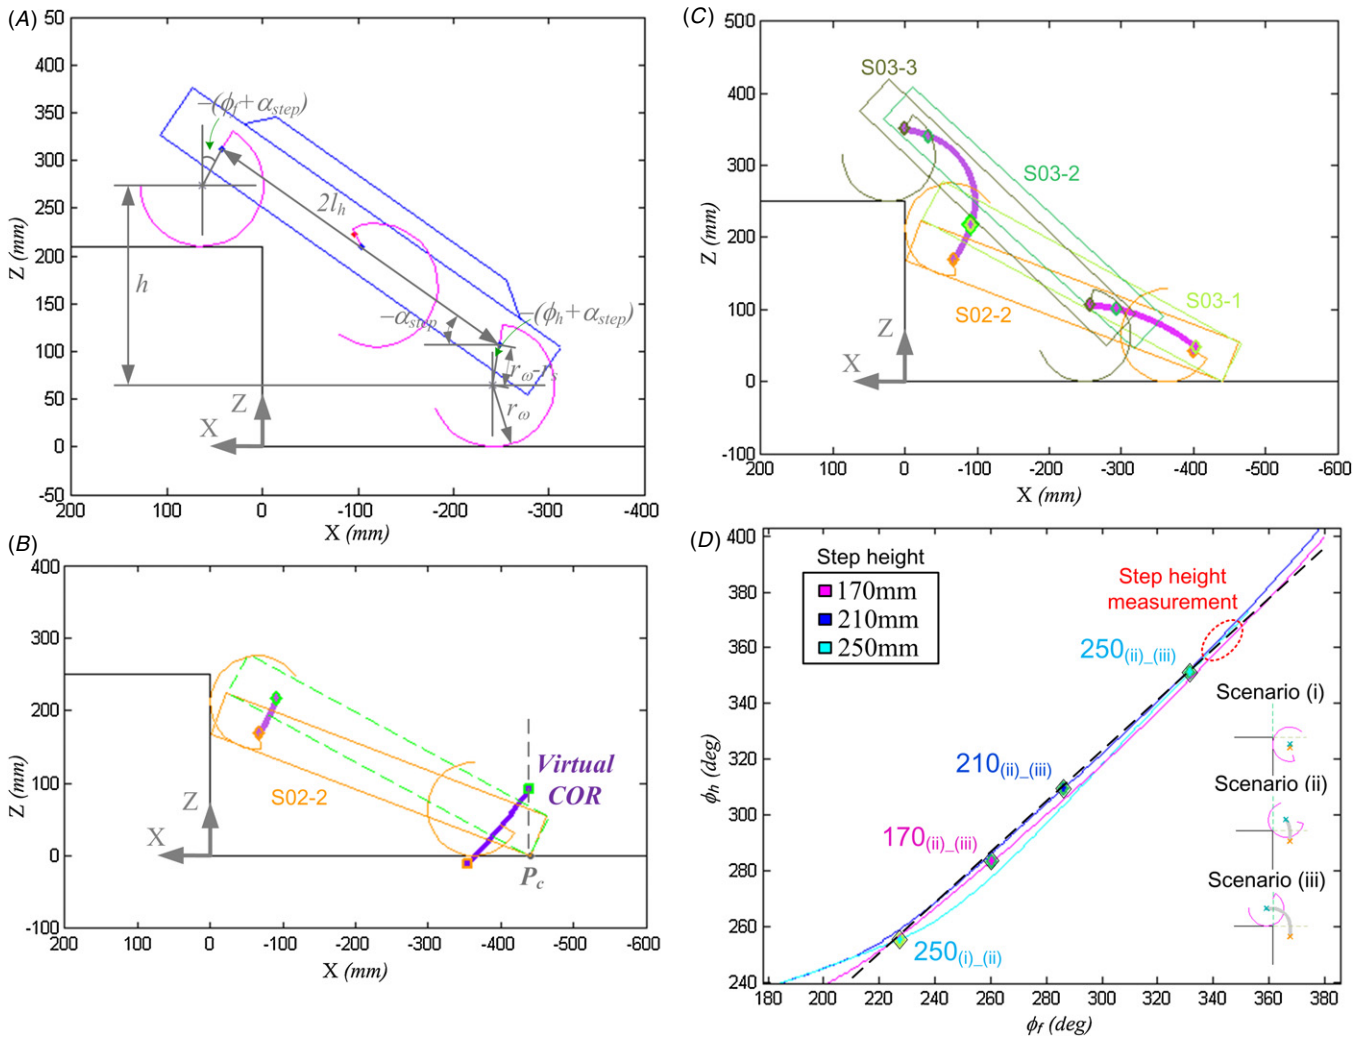 (A)
50
400
350
300
250
200
150
100
50
0
-50
Z (mm)
200
100
0
-100
-200
-300
-400
X (mm)
−(ϕf+αstep)
2lh
h
−αstep
−(ϕh+αstep)
rω-rs
rω
Z
X
(B)
400
300
200
100
0
-100
Z (mm)
200
100
0
-100
-200
-300
-400
-500
-600
X (mm)
S02-2
Virtual
COR
Pc
Z
X
(C)
500
400
300
200
100
0
-100
Z (mm)
200
100
0
-100
-200
-300
-400
-500
-600
X (mm)
S03-3
S03-2
S03-1
S02-2
Z
X
(D)
400
380
360
340
320
300
280
260
240
ϕh (deg)
180
200
220
240
260
280
300
320
340
360
380
ϕf (deg)
Step height
170mm
210mm
250mm
Step height
measurement
250(ii)_(iii)
210(ii)_(iii)
170(ii)_(iii)
250(i)_(ii)
Scenario (i)
Scenario (ii)
Scenario (iii)